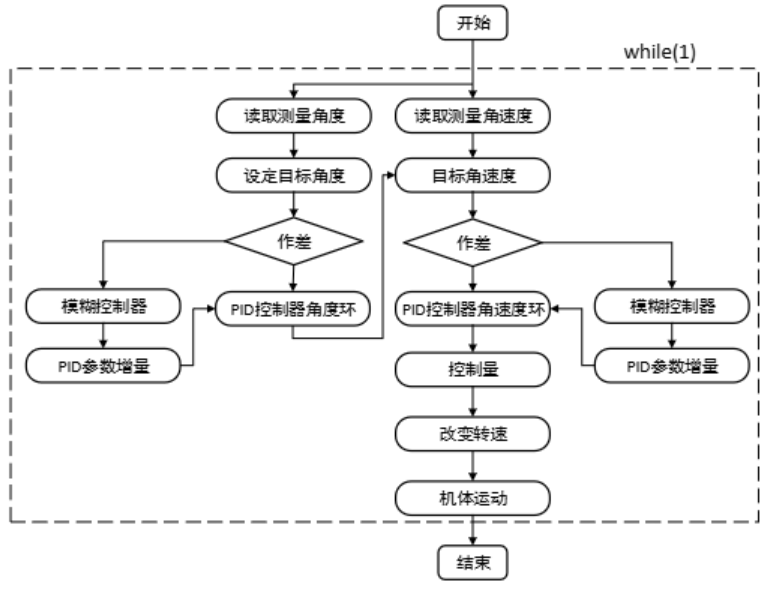 开始
while(1)
读取测量角度
读取测量角速度
设定目标角度
目标角速度
作差
作差
模糊控制器
PID控制器角度环
PID控制器角速度环
模糊控制器
PID参数增量
控制量
PID参数增量
改变转速
机体运动
结束